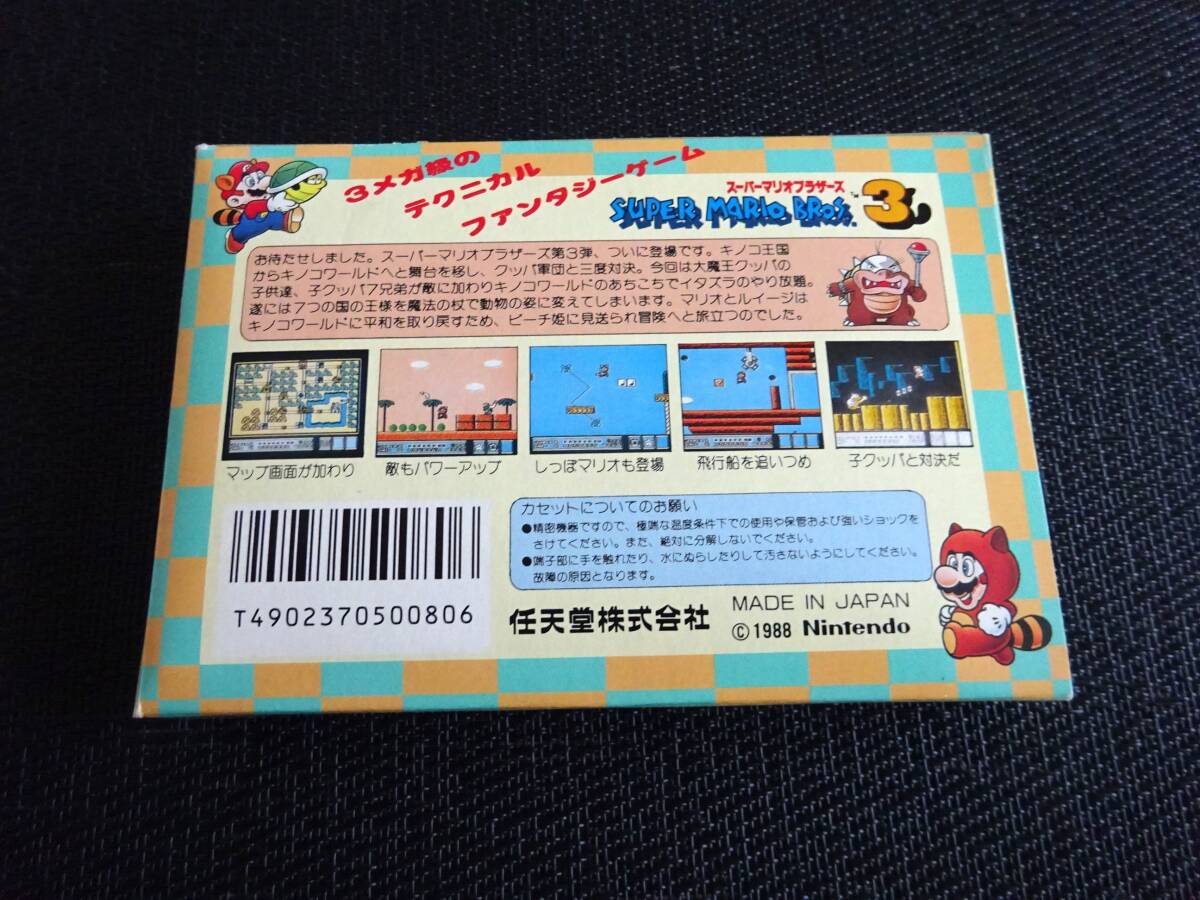 3メガ級の
テクニカル
ファンタジーゲーム
スーパーマリオブラザーズ
SUPER MARIO BROS. 3
TM
お待たせしました。スーパーマリオブラザーズ第3弾、ついに登場です。キノコ王国
からキノコワールドへと舞台を移し、クッパ軍団と三度対決。今回は大魔王クッパの
子供達、子クッパ7兄弟が敵に加わりキノコワールドのあちこちでイタズラのやり放題。
遂には7つの国の王様を魔法の杖で動物の姿に変えてしまいます。マリオとルイージは
キノコワールドに平和を取り戻すため、ピーチ姫に見送られ冒険へと旅立つのでした。
マップ画面が加わり
敵もパワーアップ
しっぽマリオも登場
飛行船を追いつめ
子クッパと対決だ
カセットについてのお願い
●精密機器ですので、極端な温度条件下での使用や保管および強いショックを
さけてください。また、絶対に分解しないでください。
●端子部に手を触れたり、水にぬらしたりして汚さないようにしてください。
故障の原因となります。
T4902370500806
任天堂株式会社
MADE IN JAPAN
©1988 Nintendo